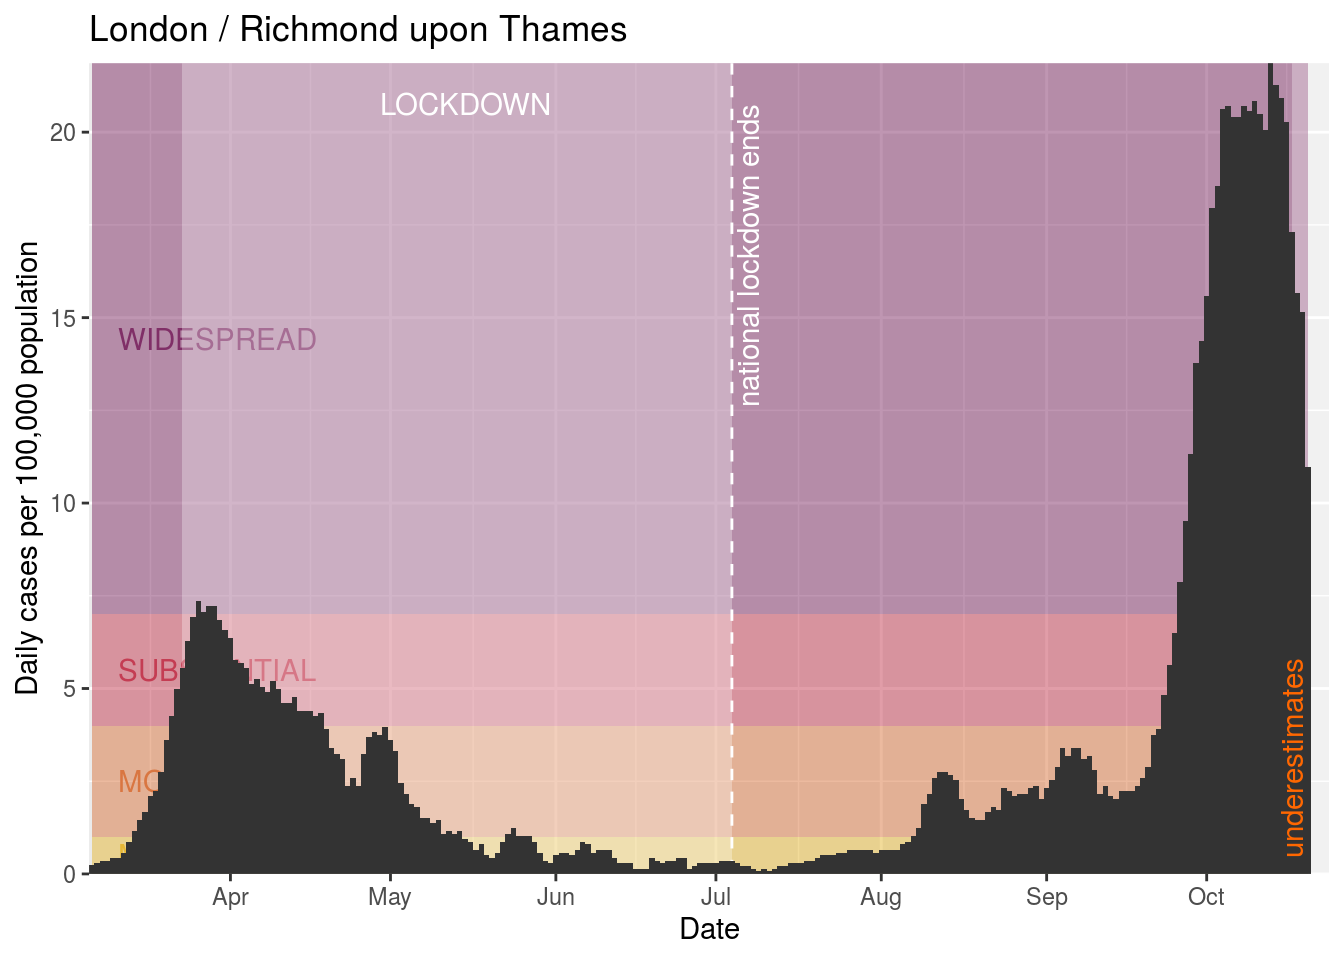 London / Richmond upon Thames
Daily cases per 100,000 population
20
15
10
5
0
LOCKDOWN
WIDESPREAD
national lockdown ends
underestimates
Apr
May
Jun
Jul
Aug
Sep
Oct
Date